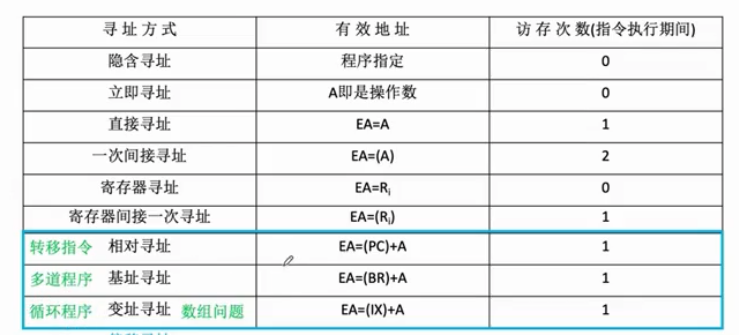 寻址方式 有效地址 访存次数(指令执行期间)
隐含寻址 程序指定 0
立即寻址 A即是操作数 0
直接寻址 EA=A 1
一次间接寻址 EA=(A) 2
寄存器寻址 EA=Ri 0
寄存器间接一次寻址 EA=(Ri) 1
转移指令 相对寻址 EA=(PC)+A 1
多道程序 基址寻址 EA=(BR)+A 1
循环程序 变址寻址 数组问题 EA=(IX)+A 1